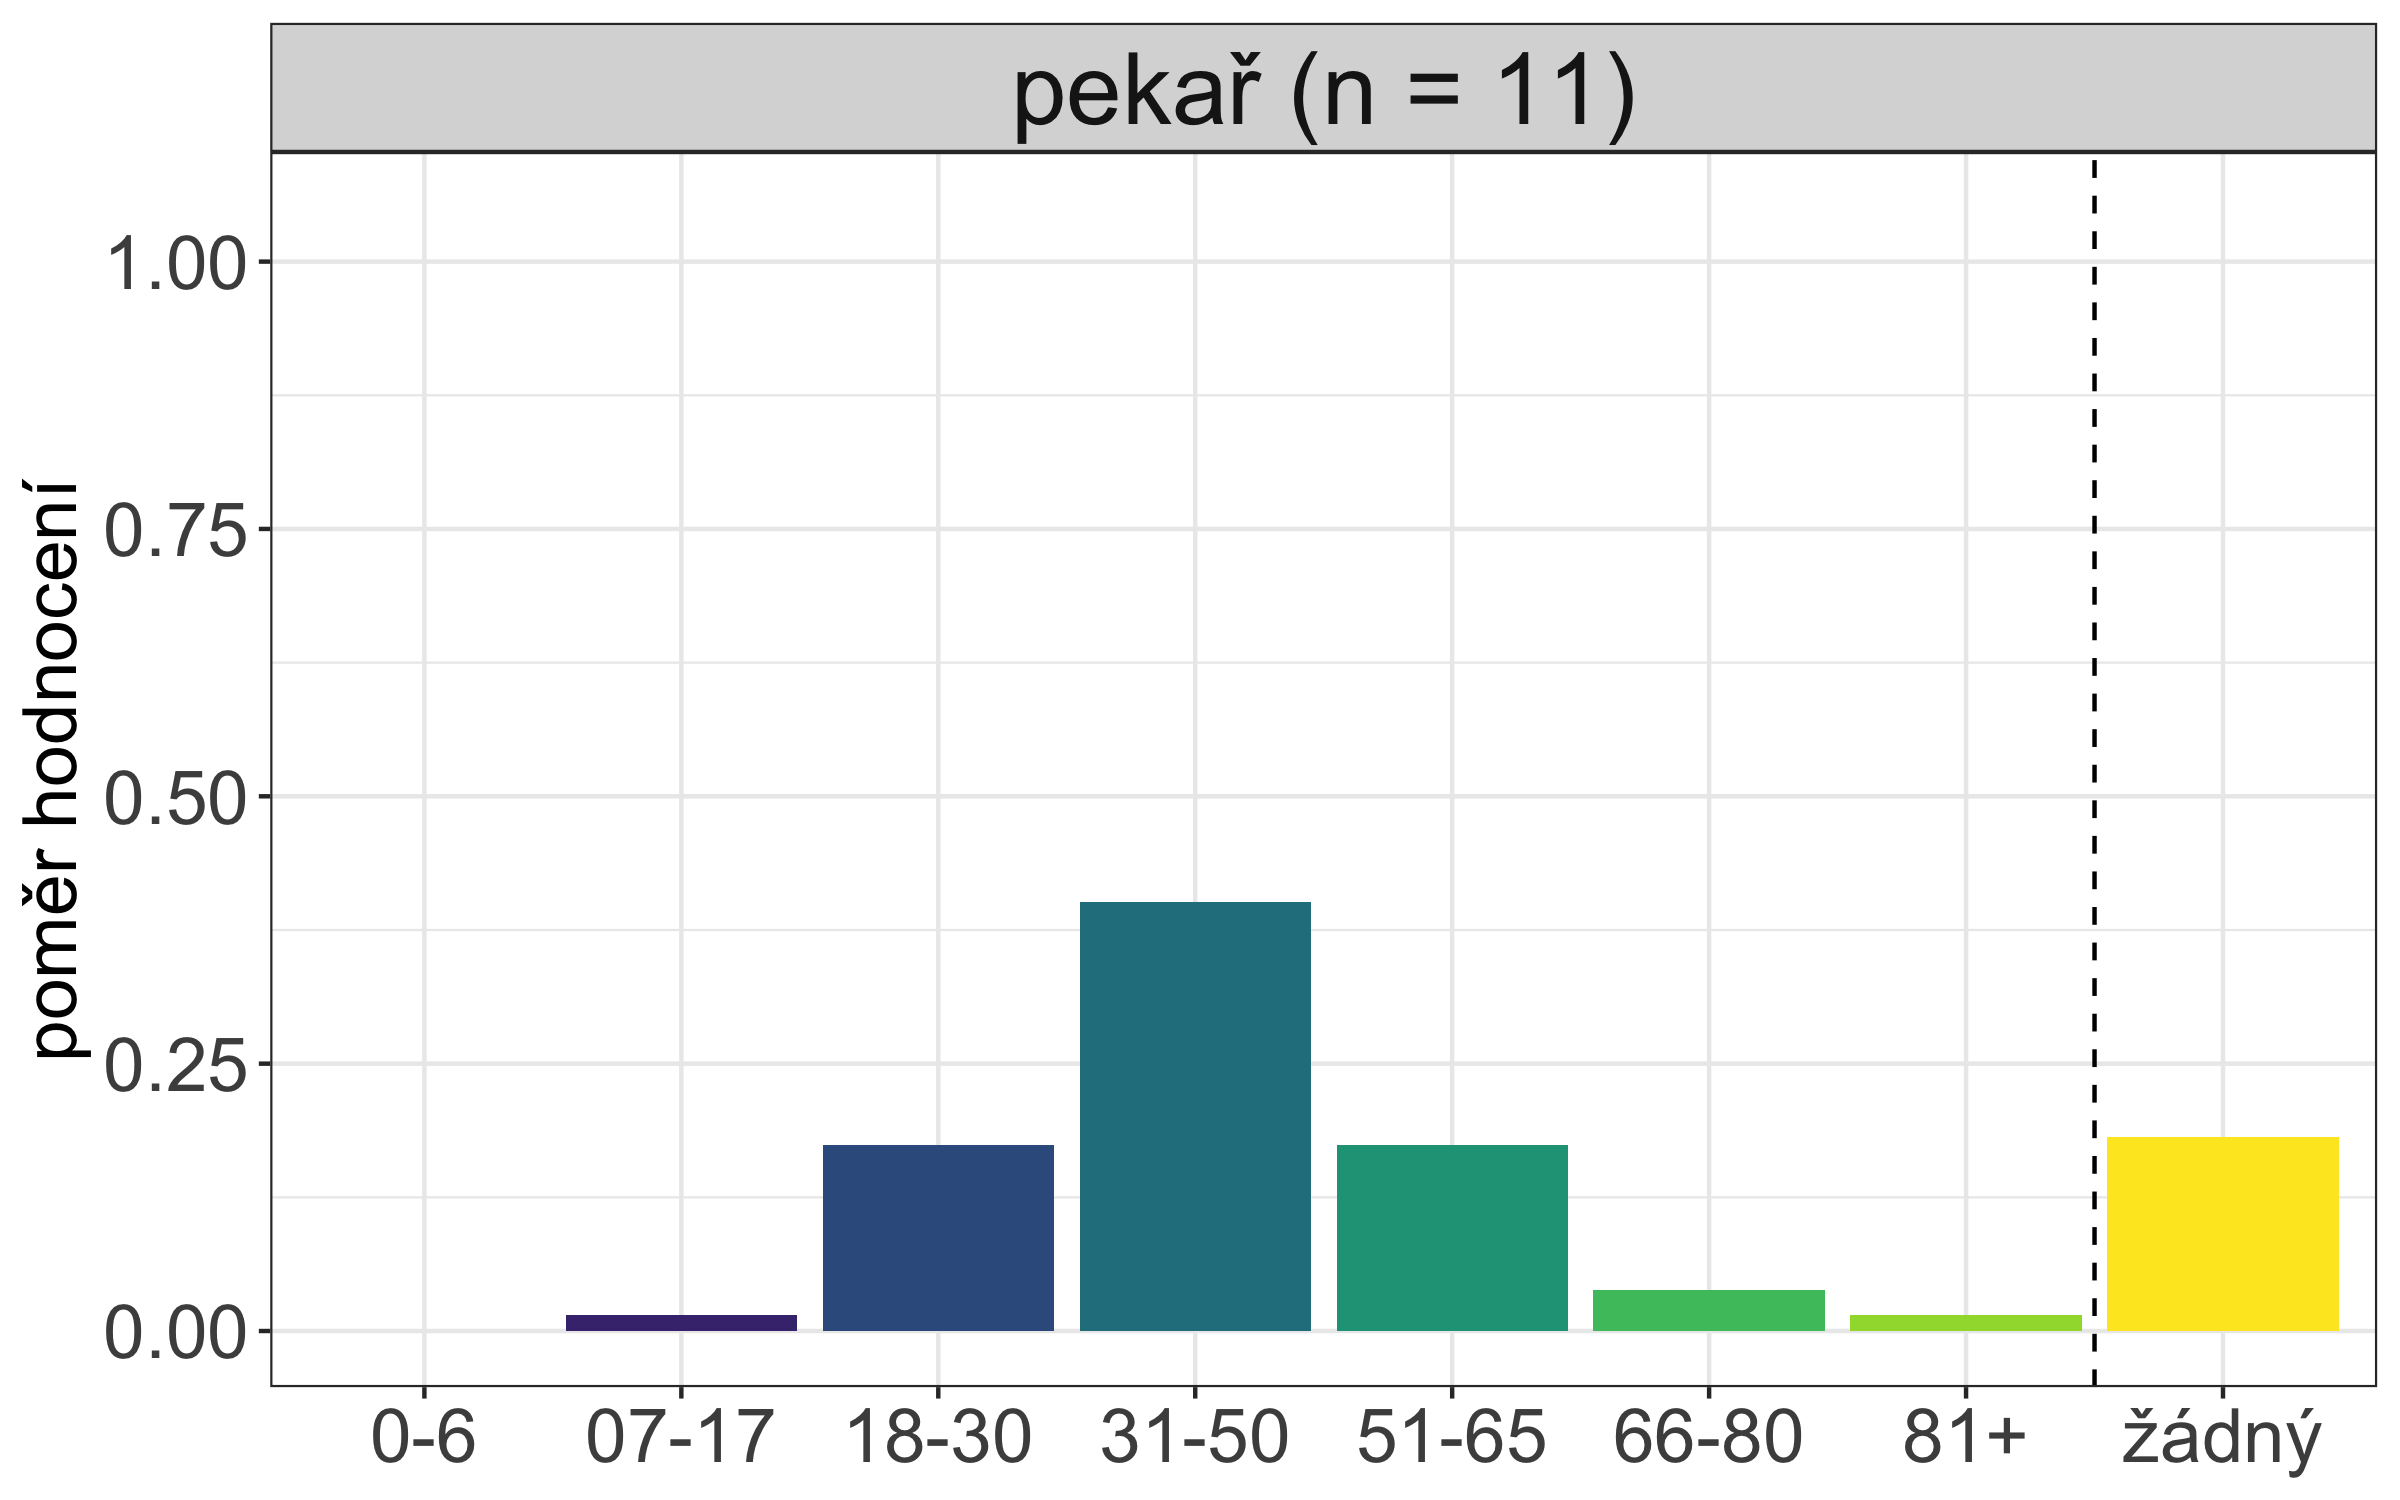 pekař (n = 11)
poměr hodnocení
1.00
0.75
0.50
0.25
0.00
0-6 07-17 18-30 31-50 51-65 66-80 81+ žádný